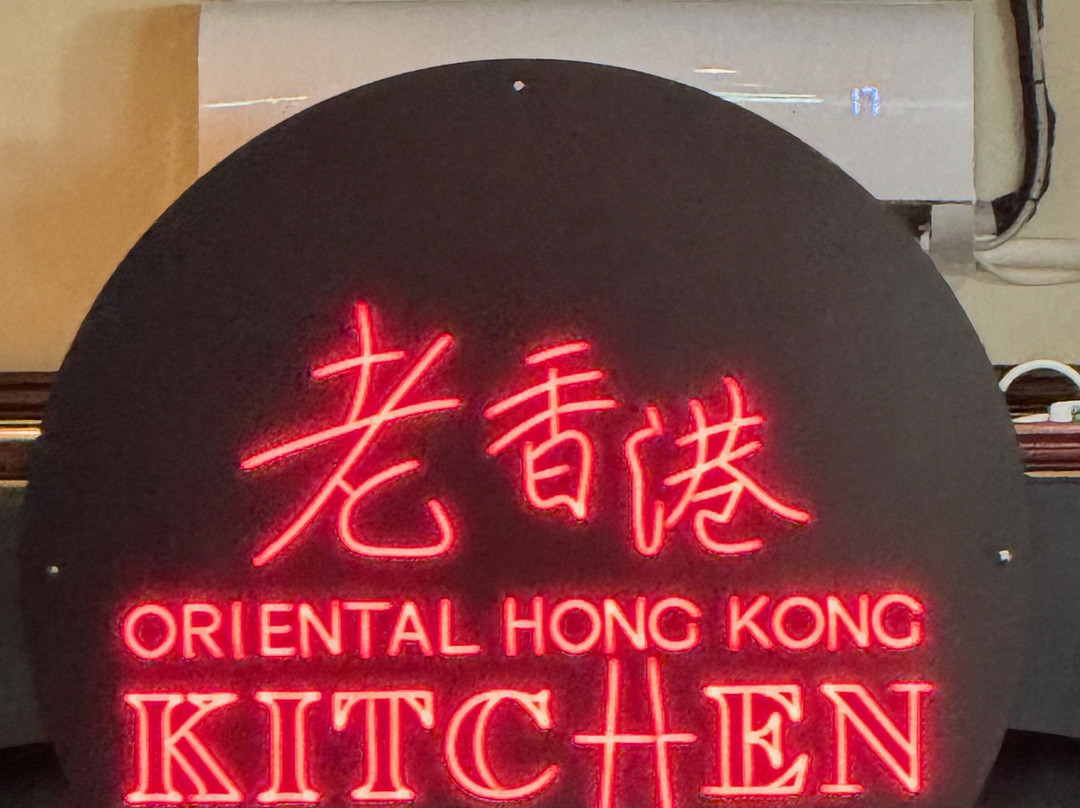 老香港
ORIENTAL HONG KONG
KITCHEN